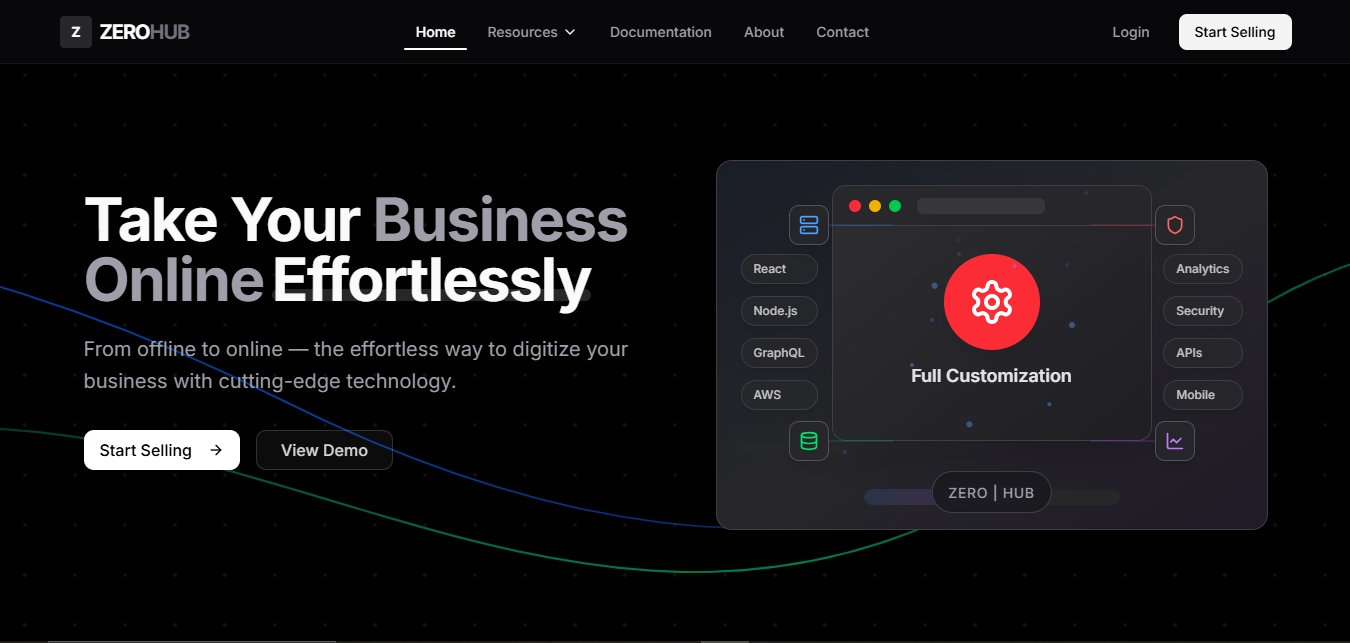 Z ZEROHUB
Home Resources Documentation About Contact
Login Start Selling
Take Your Business
Online Effortlessly
From offline to online — the effortless way to digitize your
business with cutting-edge technology.
Start Selling → View Demo
React
Node.js
GraphQL
AWS
Full Customization
Analytics
Security
APIs
Mobile
ZERO | HUB